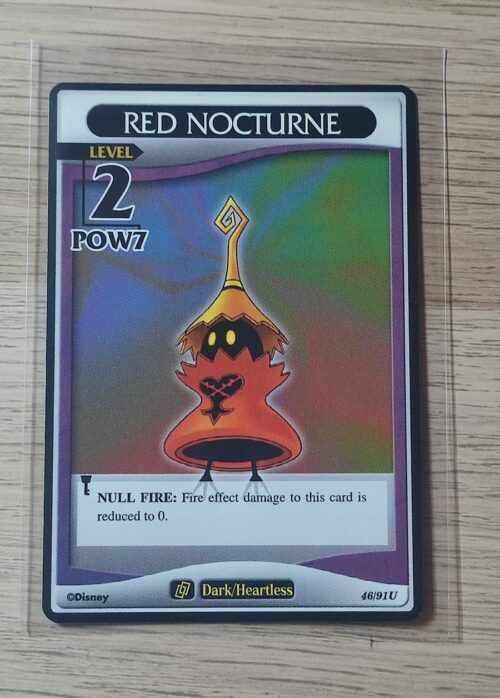 RED NOCTURNE
LEVEL
2
POW7
NULL FIRE: Fire effect damage to this card is
reduced to 0.
©Disney
Dark/Heartless
46/91U